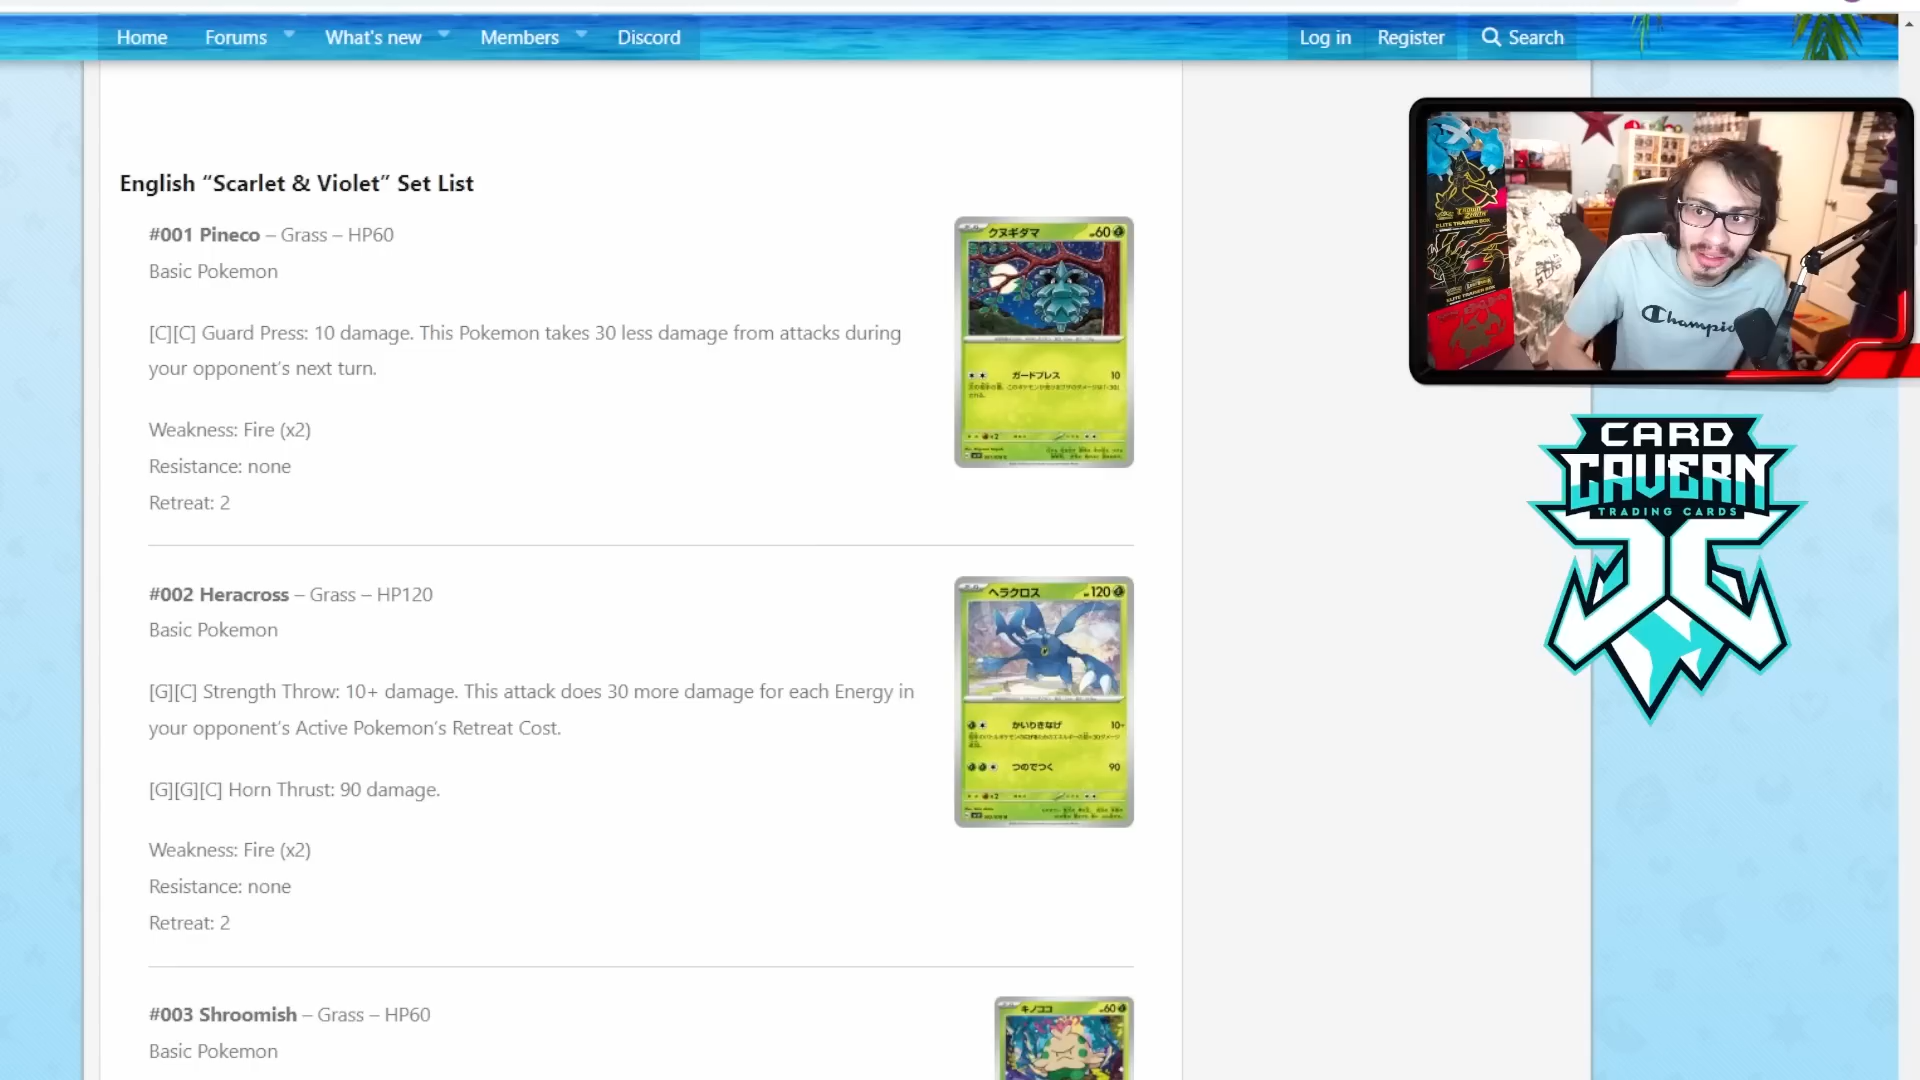 Home Forums What's new Members Discord Log in Register Search
English “Scarlet & Violet” Set List
#001 Pineco – Grass – HP60
Basic Pokemon
[C][C] Guard Press: 10 damage. This Pokemon takes 30 less damage from attacks during
your opponent’s next turn.
Weakness: Fire (x2)
Resistance: none
Retreat: 2
クヌギダマ 60
ガードプレス 10
#002 Heracross – Grass – HP120
Basic Pokemon
[G][C] Strength Throw: 10+ damage. This attack does 30 more damage for each Energy in
your opponent’s Active Pokemon’s Retreat Cost.
[G][G][C] Horn Thrust: 90 damage.
Weakness: Fire (x2)
Resistance: none
Retreat: 2
ヘラクロス 120
かいりきなげ 10+
つのでつく 90
#003 Shroomish – Grass – HP60
Basic Pokemon
キノココ 60
Champio
CARD
CAVERN
TRADING CARDS